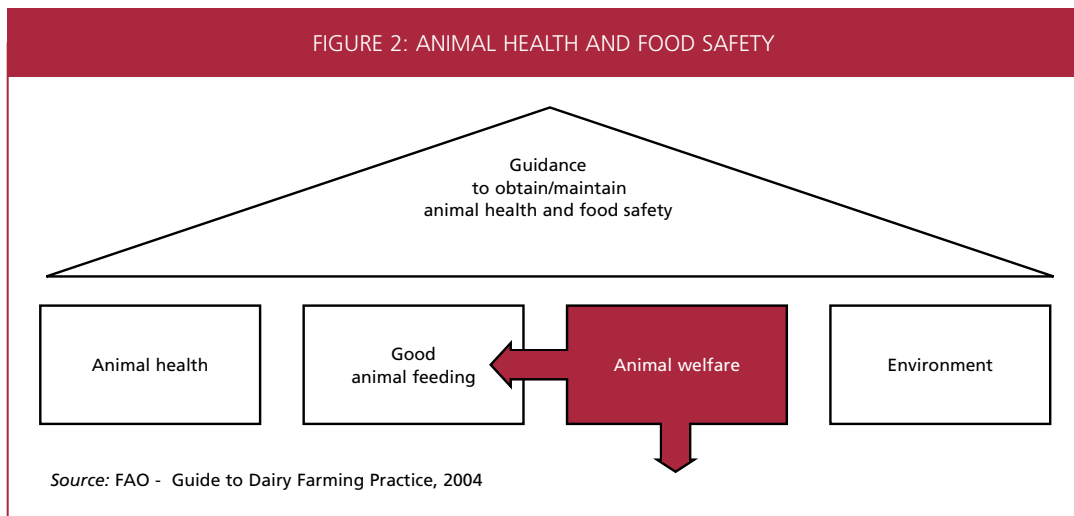 FIGURE 2: ANIMAL HEALTH AND FOOD SAFETY
Guidance
to obtain/maintain
animal health and food safety
Animal health
Good
animal feeding
Animal welfare
Environment
Source: FAO - Guide to Dairy Farming Practice, 2004